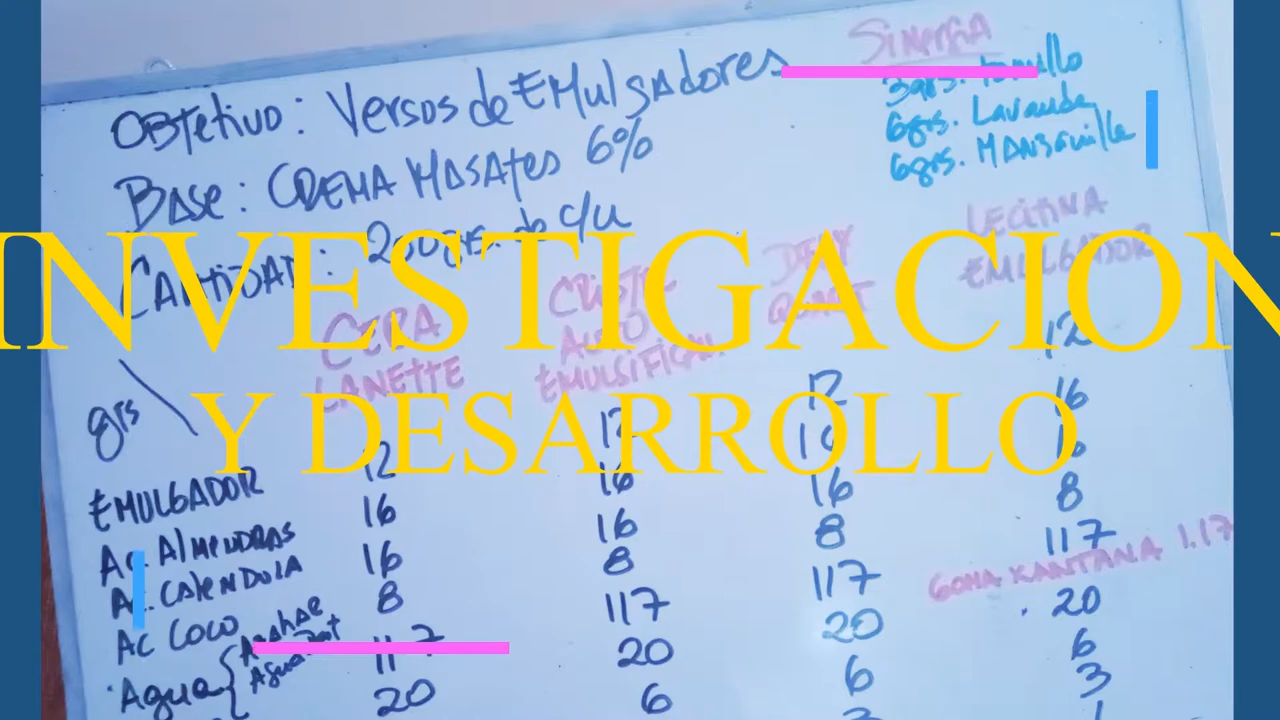 Sinergia
OBJetivo: Versos de EMulgadores
3grs. tomillo
6grs. Lavanda
6grs. MANzanilla
Base: CREMA MASAJES 6%
CANTIDAD: 200grs. de c/u
INVESTIGACION
Y DESARROLLO
CERA LANETTE
AUTO EMULSIFICAN
LECITINA EMULGADOR
grs
EMULGADOR 12 12 12 12
Ac. AlMENDRAS 16 16 16 16
Ac. CALENDULA 16 16 16 16
AC COCO 8 8 8 8
Agua 117 117 117 117
GOMA XANTANA 1.17
20 20 20 20
6 6 6
3